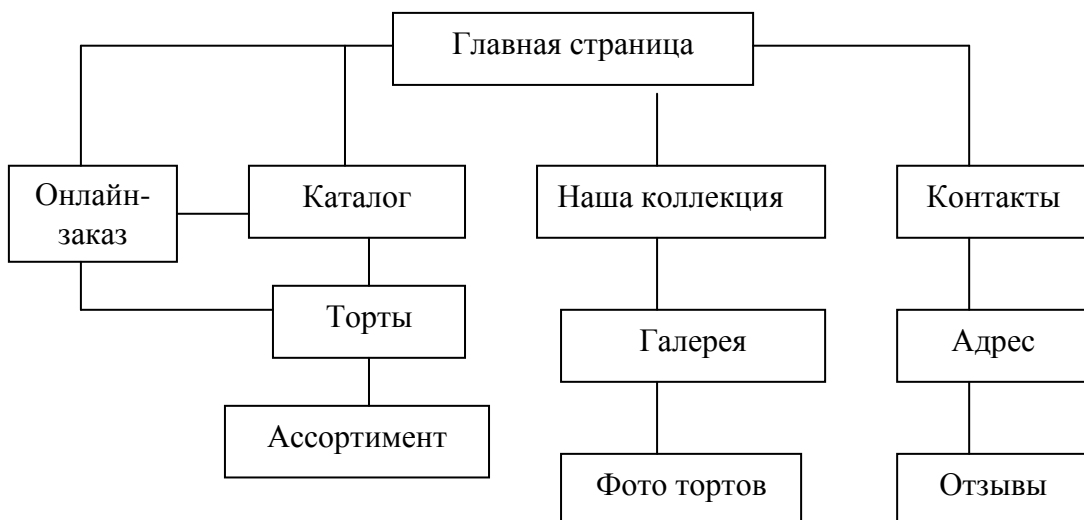 Главная страница
Онлайн-
заказ
Каталог
Наша коллекция
Контакты
Торты
Галерея
Адрес
Ассортимент
Фото тортов
Отзывы